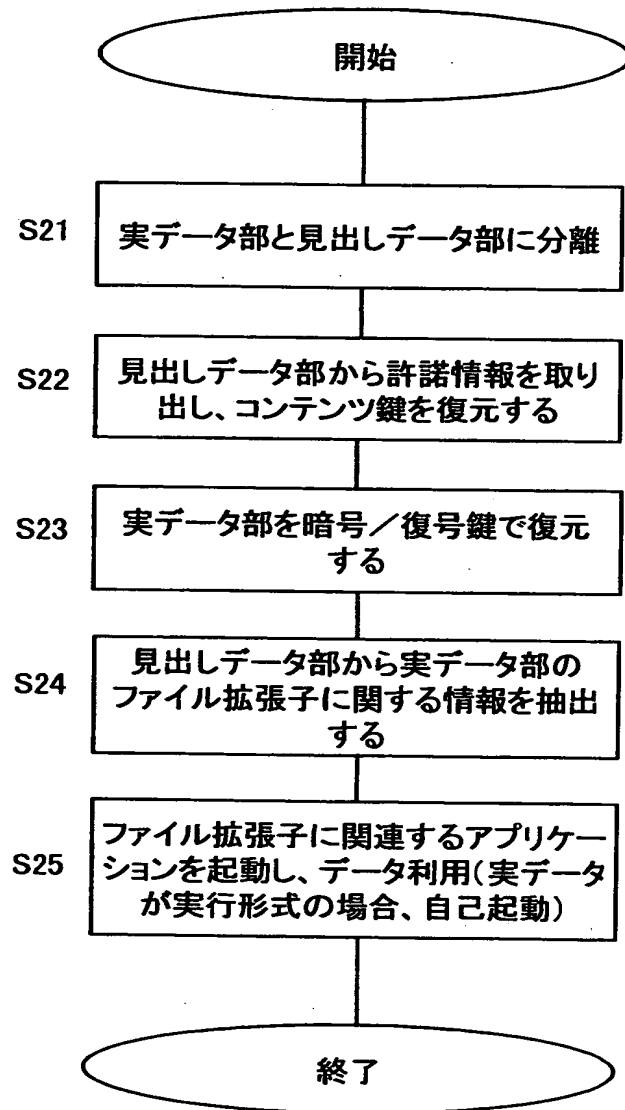 開始
S21
実データ部と見出しデータ部に分離
S22
見出しデータ部から許諾情報を取り
出し、コンテンツ鍵を復元する
S23
実データ部を暗号／復号鍵で復元
する
S24
見出しデータ部から実データ部の
ファイル拡張子に関する情報を抽出
する
S25
ファイル拡張子に関連するアプリケー
ションを起動し、データ利用（実データ
が実行形式の場合、自己起動）
終了